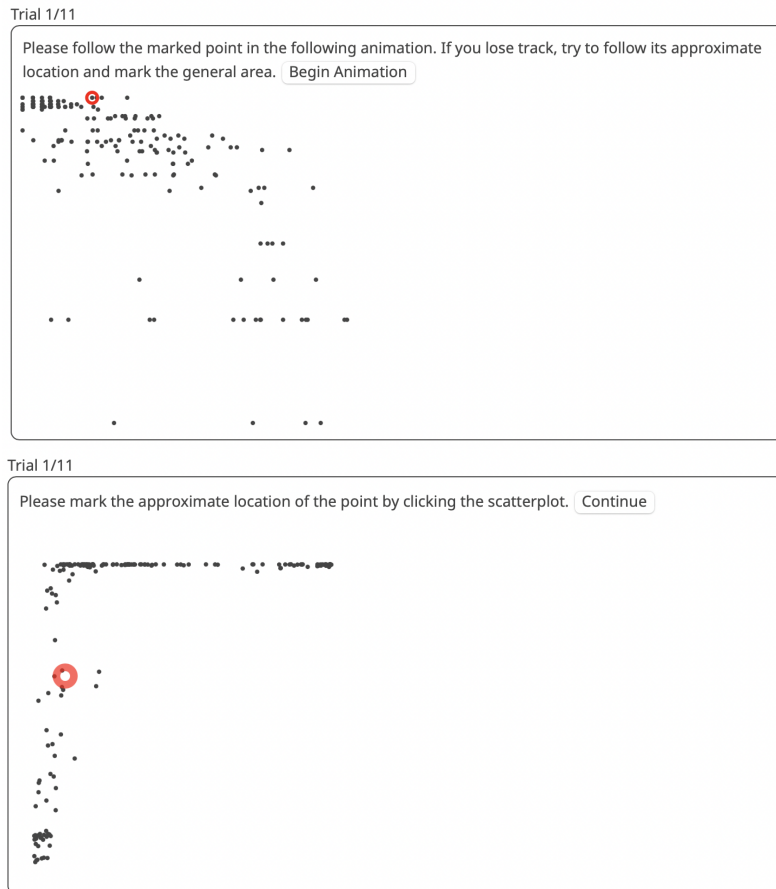 Trial 1/11
Please follow the marked point in the following animation. If you lose track, try to follow its approximate
location and mark the general area. Begin Animation
Trial 1/11
Please mark the approximate location of the point by clicking the scatterplot. Continue